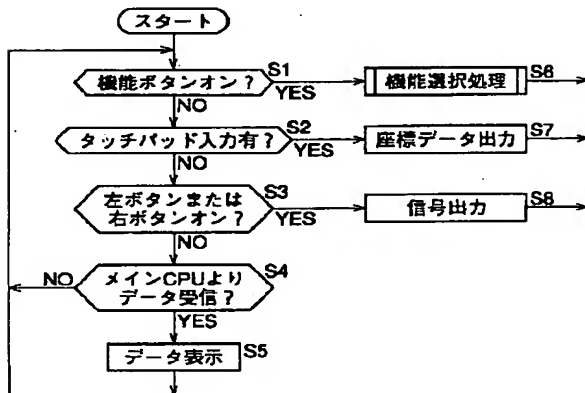 スタート
機能ボタンオン？
S1
YES
機能選択処理
S6
NO
タッチパッド入力有？
S2
YES
座標データ出力
S7
NO
左ボタンまたは
右ボタンオン？
S3
YES
信号出力
S8
NO
メインCPUより
データ受信？
S4
NO
YES
データ表示
S5